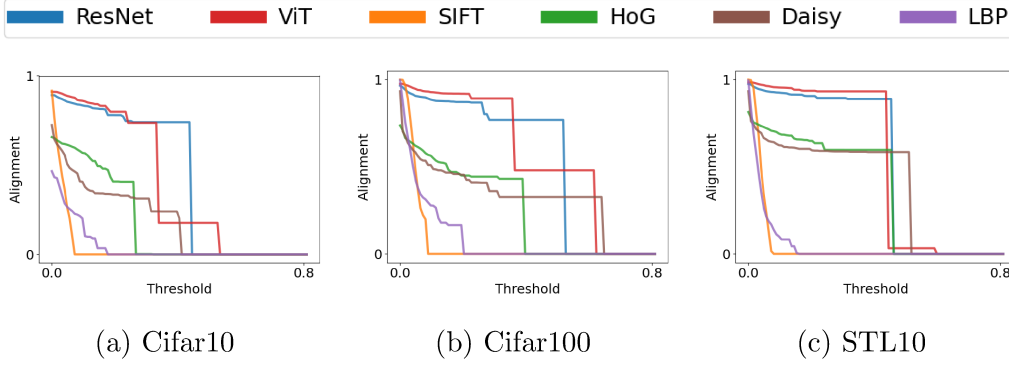 ResNet ViT SIFT HoG Daisy LBP
1 1 1
Alignment Alignment Alignment
0 0 0
0.0 0.8 0.0 0.8 0.0 0.8
Threshold Threshold Threshold
(a) Cifar10 (b) Cifar100 (c) STL10